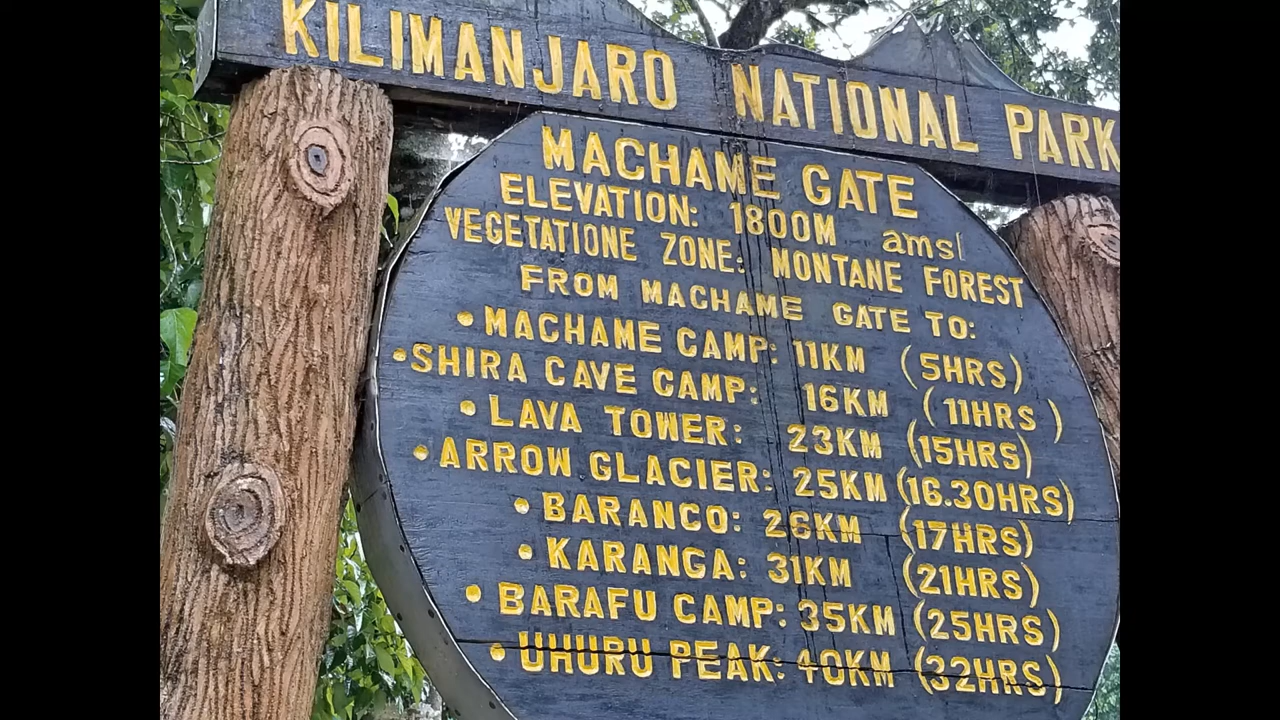 KILIMANJARO NATIONAL PARK
MACHAME GATE
ELEVATION: 1800M amsl
VEGETATIONE ZONE: MONTANE FOREST
FROM MACHAME GATE TO:
• MACHAME CAMP: 11KM (5HRS)
• SHIRA CAVE CAMP: 16KM (11HRS)
• LAVA TOWER: 23KM (15HRS)
• ARROW GLACIER: 25KM (16.30HRS)
• BARANCO: 26KM (17HRS)
• KARANGA: 31KM (21HRS)
• BARAFU CAMP: 35KM (25HRS)
• UHURU PEAK: 40KM (32HRS)